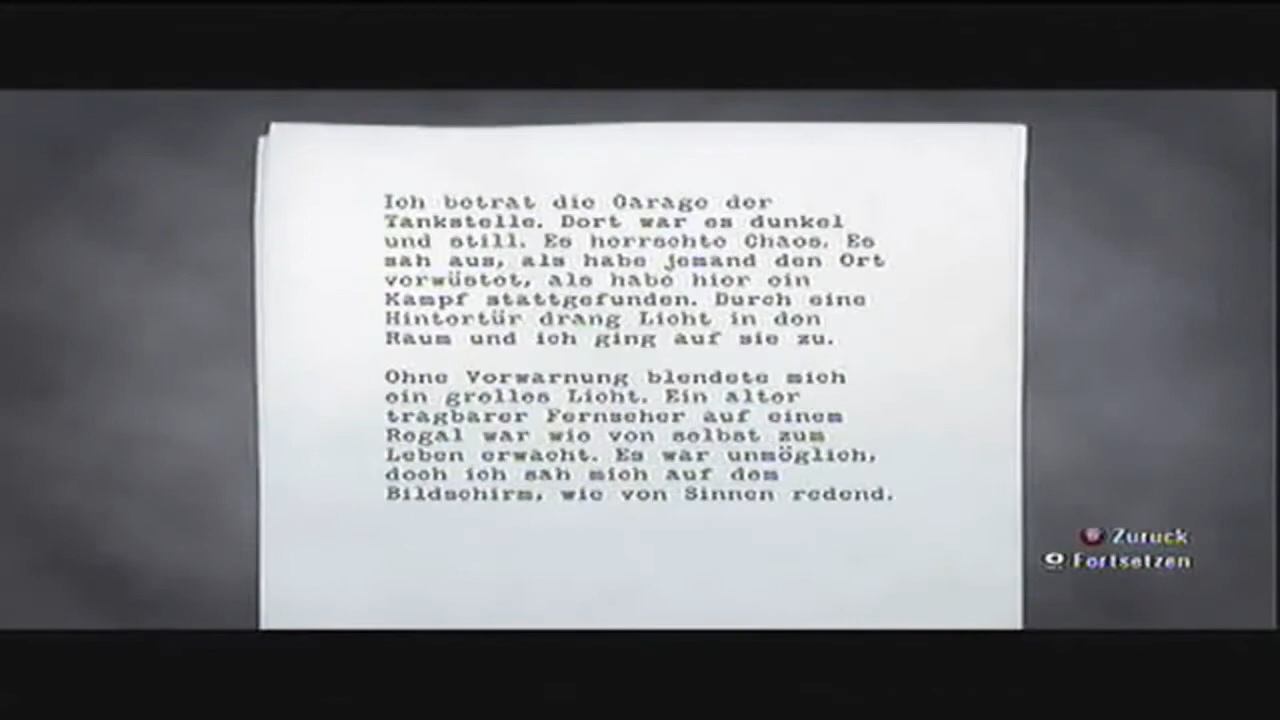 Ich betrat die Garage der
Tankstelle. Dort war es dunkel
und still. Es herrschte Chaos. Es
sah aus, als habe jemand den Ort
verwüstet, als habe hier ein
Kampf stattgefunden. Durch eine
Hintertür drang Licht in den
Raum und ich ging auf sie zu.
Ohne Vorwarnung blendete mich
ein grelles Licht. Ein alter
tragbarer Fernseher auf einem
Regal war wie von selbst zum
Leben erwacht. Es war unmöglich,
doch ich sah mich auf dem
Bildschirm, wie von Sinnen redend.
Zurück
Fortsetzen